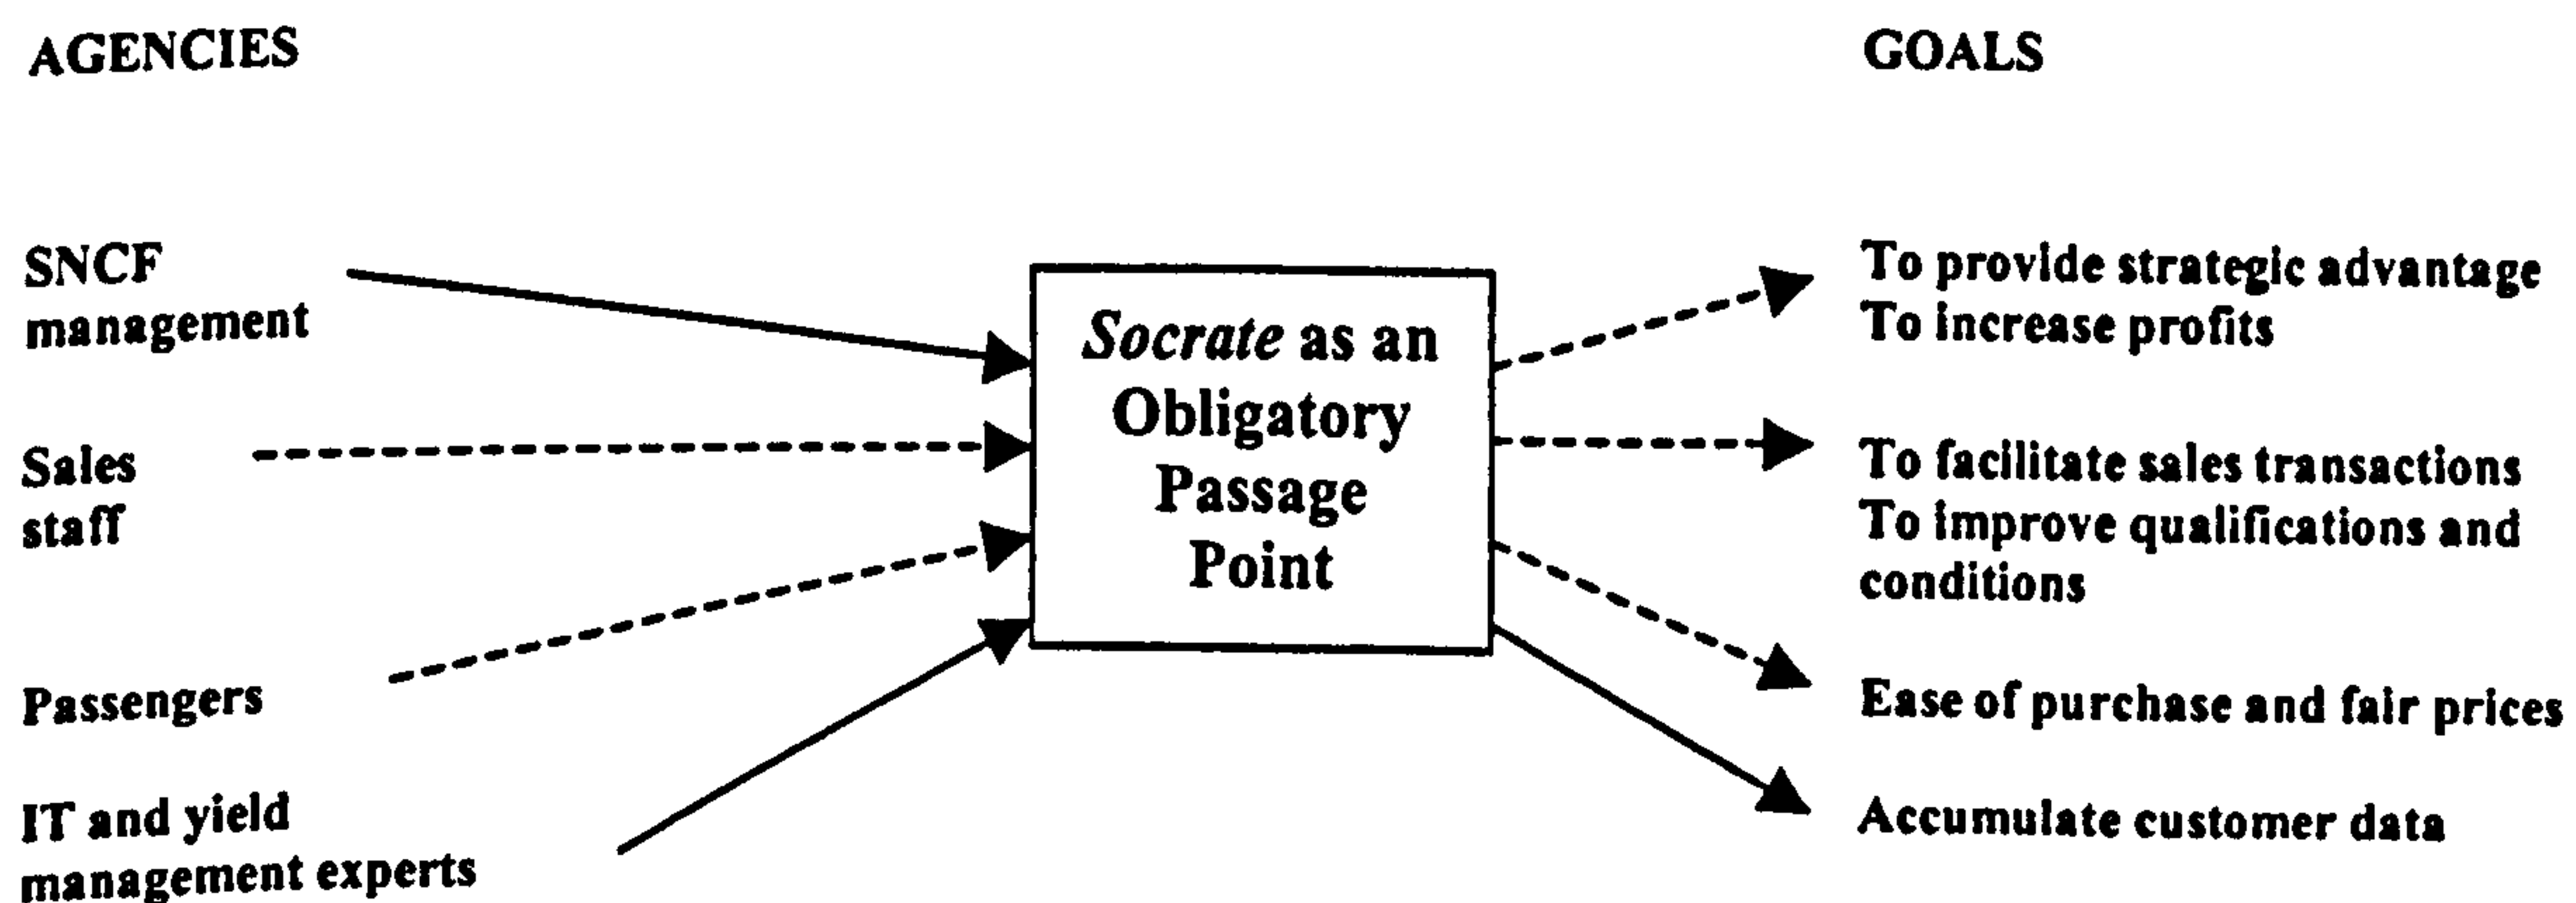 AGENCIES
GOALS
SNCF
management
Sales
staff
Passengers
IT and yield
management experts
Socrate as an
Obligatory
Passage
Point
To provide strategic advantage
To increase profits
To facilitate sales transactions
To improve qualifications and
conditions
Ease of purchase and fair prices
Accumulate customer data